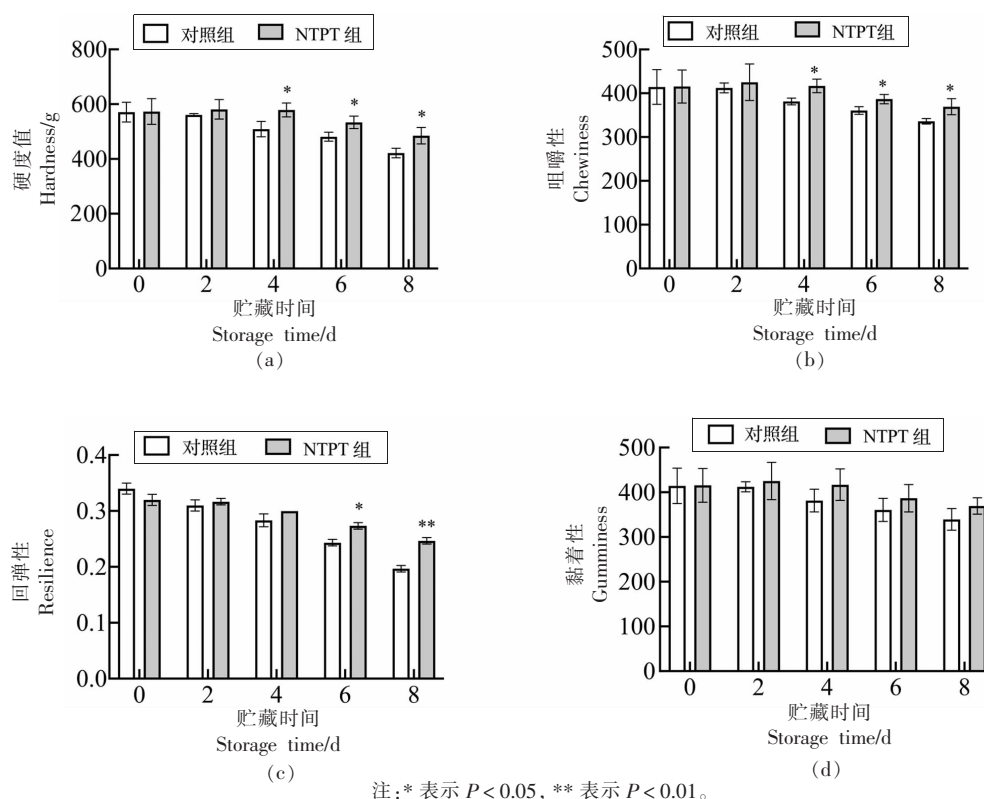 对照组 NTPT 组
800
600
400
200
0
硬度值
Hardness/g
* * *
0 2 4 6 8
贮藏时间
Storage time/d
(a)
对照组 NTPT组
500
400
300
200
100
0
咀嚼性
Chewiness
* * *
0 2 4 6 8
贮藏时间
Storage time/d
(b)
对照组 NTPT 组
0.4
0.3
0.2
0.1
0.0
回弹性
Resilience
* **
0 2 4 6 8
贮藏时间
Storage time/d
(c)
对照组 NTPT 组
500
400
300
200
100
0
黏着性
Gumminess
0 2 4 6 8
贮藏时间
Storage time/d
(d)
注:* 表示 P<0.05, ** 表示 P<0.01。